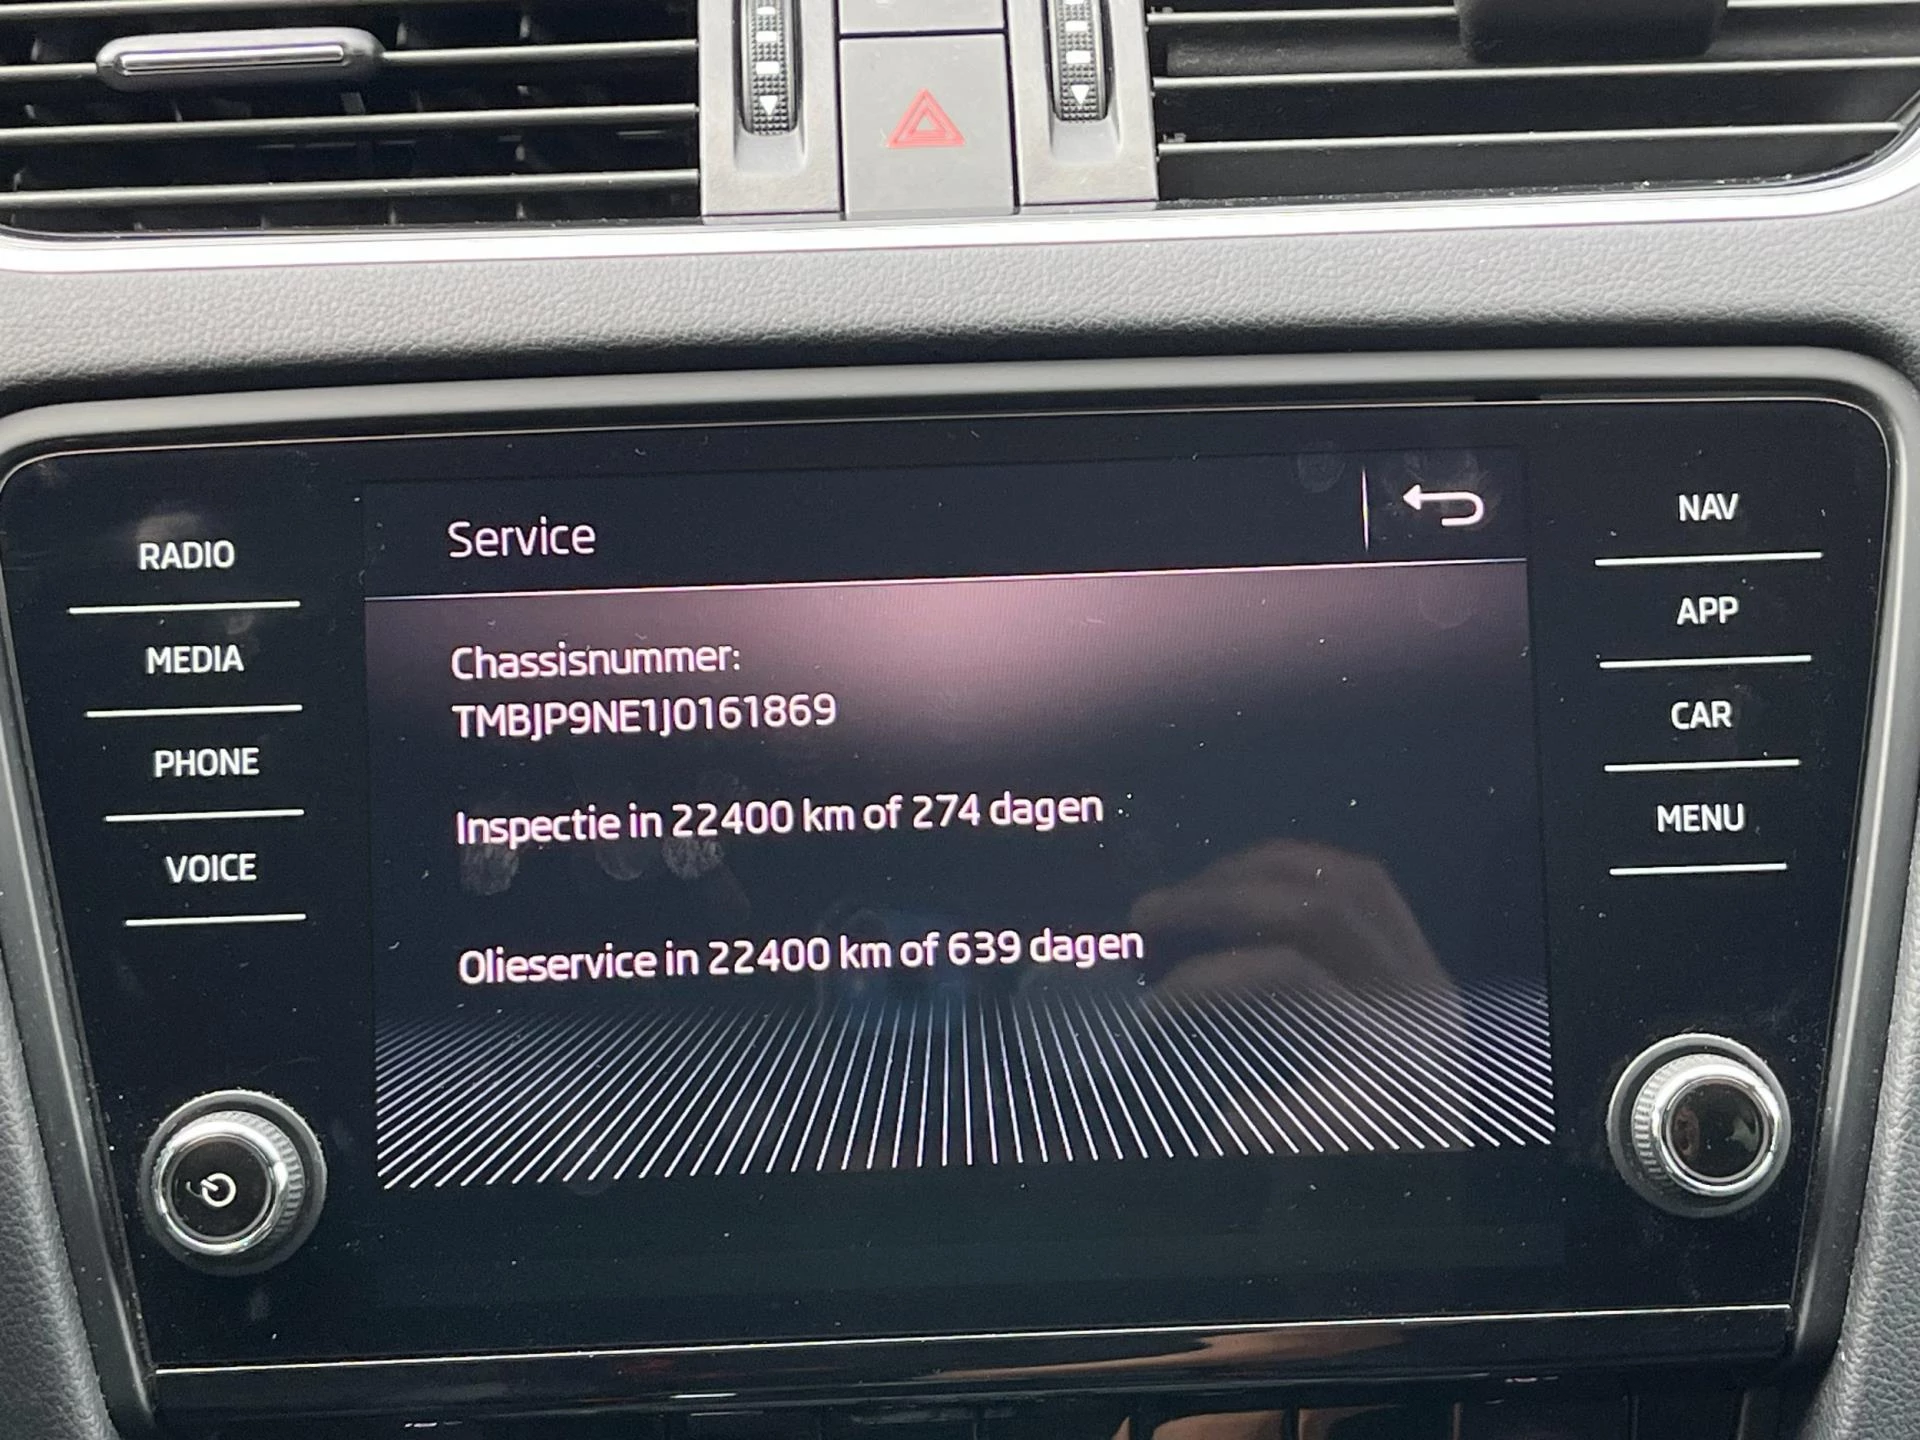 Service
RADIO
MEDIA
PHONE
VOICE
Chassisnummer:
TMBJP9NE1J0161869
Inspectie in 22400 km of 274 dagen
Olieservice in 22400 km of 639 dagen
NAV
APP
CAR
MENU